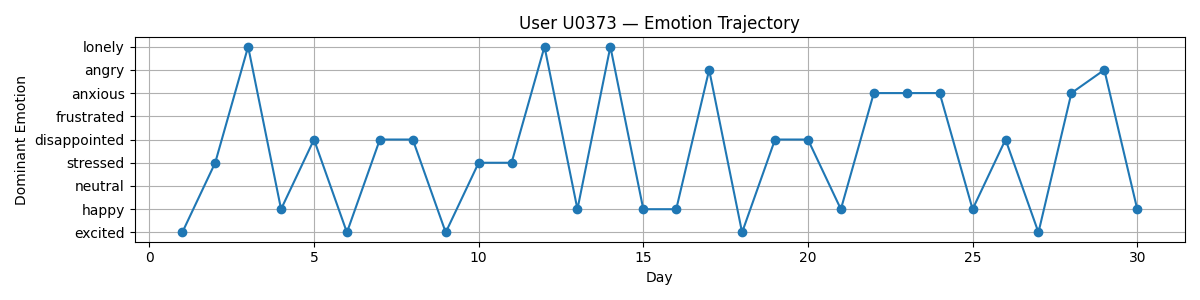 User U0373 — Emotion Trajectory
Dominant Emotion
lonely
angry
anxious
frustrated
disappointed
stressed
neutral
happy
excited
0 5 10 15 20 25 30
Day